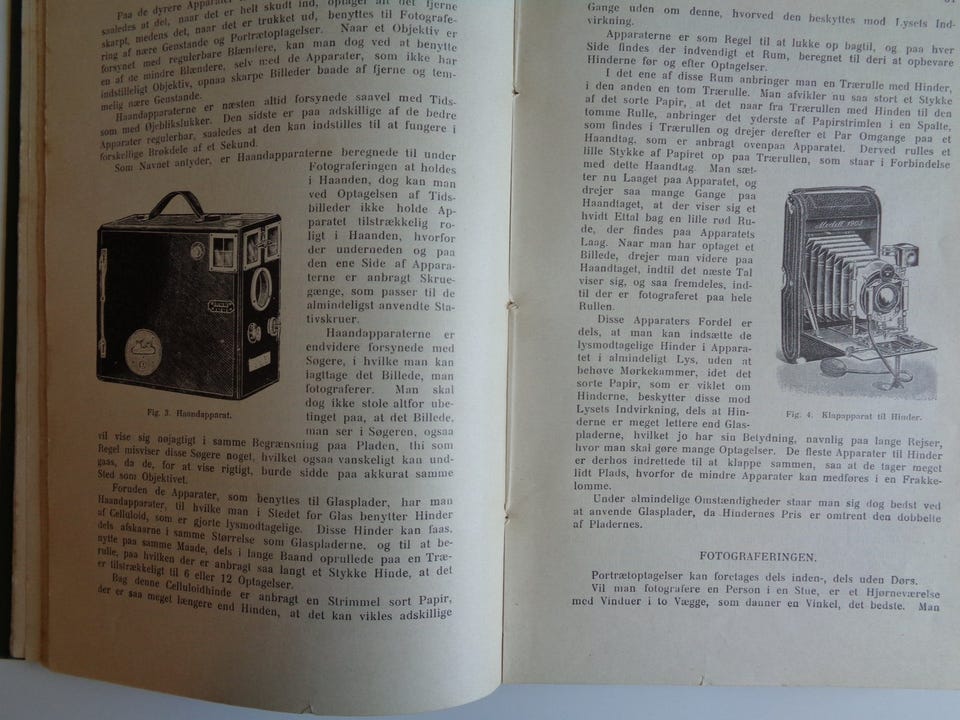 Paa de dyrere Apparater
saaledes at det, naar det er helt skudt ind, optager alt det fjerne
skarpt, medens det, naar det er trukket ud, benyttes til Fotografe-
ring af nære Genstande og Portrætoptagelser. Naar et Objektiv er
forsynet med regulerbare Blændere, kan man dog ved at benytte
en af de mindre Blændere, selv med de Apparater, som ikke har
indstilleligt Objektiv, opnaa skarpe Billeder baade af fjerne og tem-
melig nære Genstande.
Haandapparaterne er næsten altid forsynede saavel med Tids-
som med Øjeblikslukker. Den sidste er paa adskillige af de bedre
Apparater regulerbar, saaledes at den kan indstilles til at fungere i
forskellige Brøkdele af et Sekund.
Som Navnet antyder, er Haandapparaterne beregnede til under
Fotograferingen at holdes
i Haanden, dog kan man
ved Optagelsen af Tids-
billeder ikke holde Ap-
paratet tilstrækkelig ro-
ligt i Haanden, hvorfor
der underneden og paa
den ene Side af Appara-
terne er anbragt Skrue-
gænge, som passer til de
almindeligst anvendte Sta-
tivskruer.
Haandapparaterne er
endvidere forsynede med
Søgere, i hvilke man kan
iagttage det Billede, man
fotograferer. Man skal
dog ikke stole altfor ube-
tinget paa, at det Billede,
man ser i Søgeren, ogsaa
Fig. 3. Haandapparat.
vil vise sig nøjagtigt i samme Begrænsning paa Pladen, thi som
Regel misviser disse Søgere noget, hvilket ogsaa vanskeligt kan und-
gaas, da de, for at vise rigtigt, burde sidde paa akkurat samme
Sted som Objektivet.
Foruden de Apparater, som benyttes til Glasplader, har man
Haandapparater, til hvilke man i Stedet for Glas benytter Hinder
af Celluloid, som er gjorte lysmodtagelige. Disse Hinder kan faas,
dels afskaarne i samme Størrelse som Glaspladerne, og til at be-
nytte paa samme Maade, dels i lange Baand oprullede paa en Træ-
rulle, paa hvilken der er anbragt saa langt et Stykke Hinde, at det
er tilstrækkeligt til 6 eller 12 Optagelser.
Bag denne Celluloidhinde er anbragt en Strimmel sort Papir,
der er saa meget længere end Hinden, at det kan vikles adskillige
Gange uden om denne, hvorved den beskyttes mod Lysets Ind-
virkning.
Apparaterne er som Regel til at lukke op bagtil, og paa hver
Side findes der indvendigt et Rum, beregnet til deri at opbevare
Hinderne før og efter Optagelser.
I det ene af disse Rum anbringer man en Trærulle med Hinder,
i den anden en tom Trærulle. Man afvikler nu saa stort et Stykke
af det sorte Papir, at det naar fra Trærullen med Hinden til den
tomme Rulle, anbringer det yderste af Papirstrimlen i en Spalte,
som findes i Trærullen og drejer derefter et Par Omgange paa et
Haandtag, som er anbragt ovenpaa Apparatet. Derved rulles et
lille Stykke af Papiret op paa Trærullen, som staar i Forbindelse
med dette Haandtag. Man sæt-
ter nu Laaget paa Apparatet, og
drejer saa mange Gange paa
Haandtaget, at der viser sig et
hvidt Ettal bag en lille rød Ru-
de, der findes paa Apparatets
Laag. Naar man har optaget et
Billede, drejer man videre paa
Haandtaget, indtil det næste Tal
viser sig, og saa fremdeles, ind-
til der er fotograferet paa hele
Rullen.
Disse Apparaters Fordel er
dels, at man kan indsætte de
lysmodtagelige Hinder i Appara-
tet i almindeligt Lys, uden at
behøve Mørkekammer, idet det
sorte Papir, som er viklet om
Hinderne, beskytter disse mod
Lysets Indvirkning, dels at Hin-
derne er meget lettere end Glas-
Modell 1902
Fig. 4. Klapapparat til Hinder.
pladerne, hvilket jo har sin Betydning, navnlig paa lange Rejser,
hvor man skal gøre mange Optagelser. De fleste Apparater til Hinder
er derhos indrettede til at klappe sammen, saa at de tager meget
lidt Plads, hvorfor de mindre Apparater kan medføres i en Frakke-
lomme.
Under almindelige Omstændigheder staar man sig dog bedst ved
at anvende Glasplader, da Hindernes Pris er omtrent den dobbelte
af Pladernes.
FOTOGRAFERINGEN.
Portrætoptagelser kan foretages dels inden-, dels uden Dørs.
Vil man fotografere en Person i en Stue, er et Hjørneværelse
med Vinduer i to Vægge, som danner en Vinkel, det bedste. Man